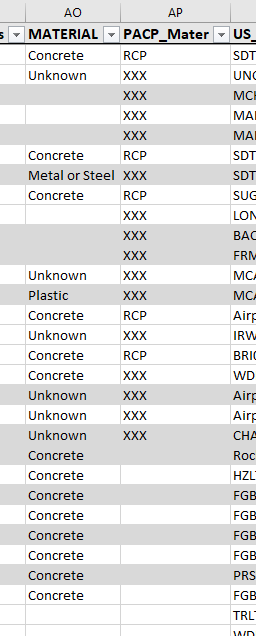 AO AP
s MATERIAL PACP_Mater US_
Concrete RCP SDT
Unknown XXX UNC
XXX MCH
XXX MAI
XXX MAI
Concrete RCP SDT
Metal or Steel XXX SDT
Concrete RCP SUG
XXX LON
XXX BAC
XXX FRM
Unknown XXX MCA
Plastic XXX MCA
Concrete RCP Airp
Unknown XXX IRW
Concrete RCP BRIC
Concrete XXX WD
Unknown XXX Airp
Unknown XXX Airp
Unknown XXX CHA
Concrete Roc
Concrete HZL
Concrete FGB
Concrete FGB
Concrete FGB
Concrete FGB
Concrete PRS
Concrete FGB
TRL
WD